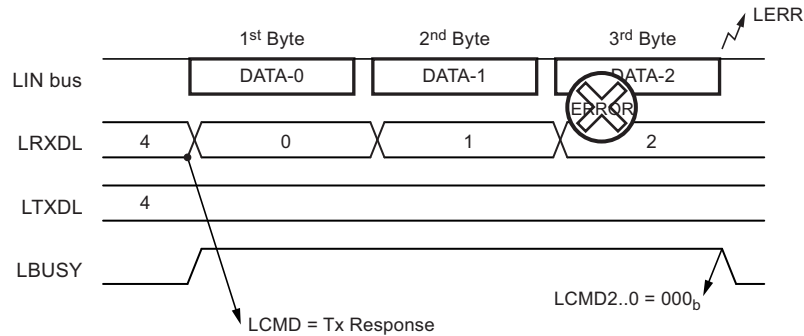 LERR
1st Byte 2nd Byte 3rd Byte
LIN bus DATA-0 DATA-1 DATA-2
ERROR
LRXDL 4 0 1 2
LTXDL 4
LBUSY
LCMD2..0 = 000b
LCMD = Tx Response